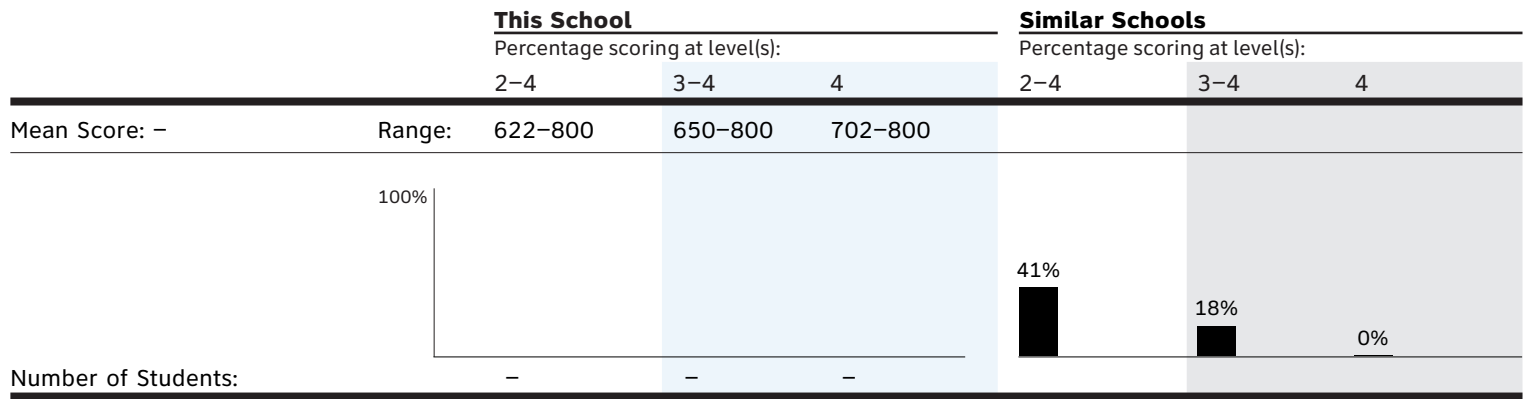 This School Similar Schools
Percentage scoring at level(s): Percentage scoring at level(s):
2–4 3–4 4 2–4 3–4 4
Mean Score: – Range: 622–800 650–800 702–800
100%
41%
18%
0%
Number of Students: – – –